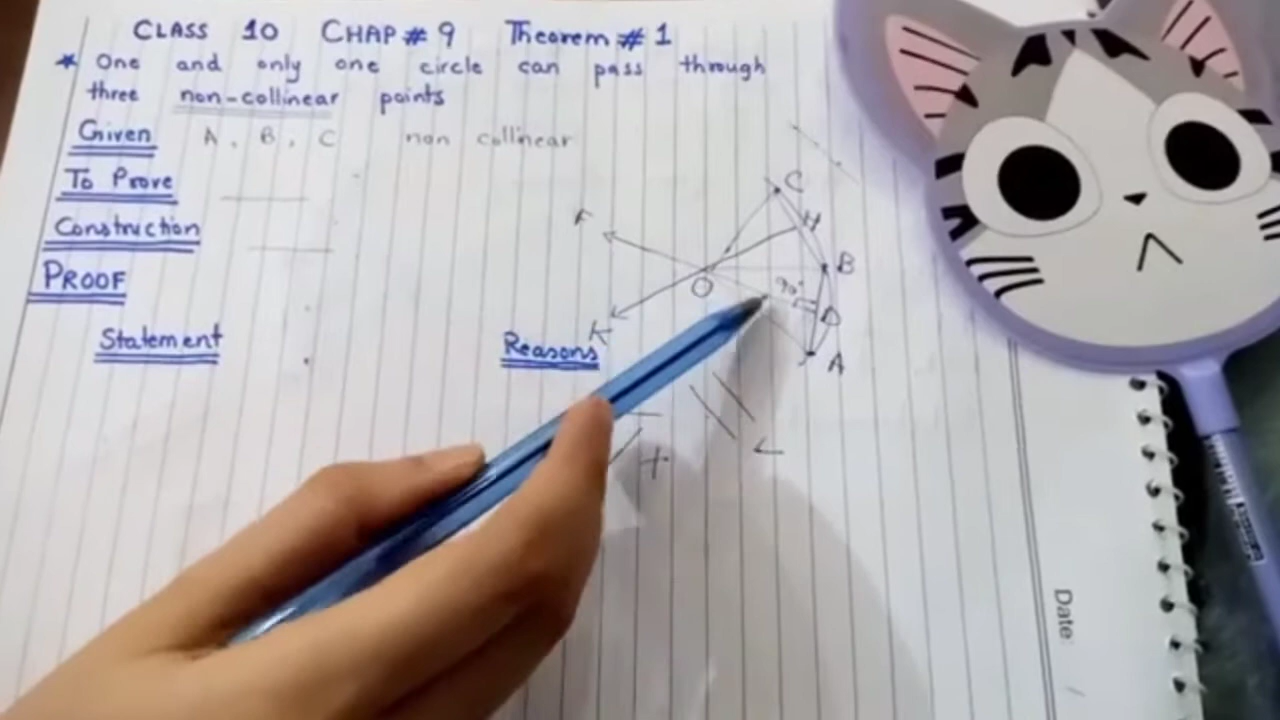 CLASS 10 CHAP # 9 Theorem # 1
* One and only one circle can pass through
three non-collinear points
Given A, B, C non collinear
To Prove
Construction
PROOF
Statement Reasons
C
H
F
B
O
90°
D
K
A
Date: